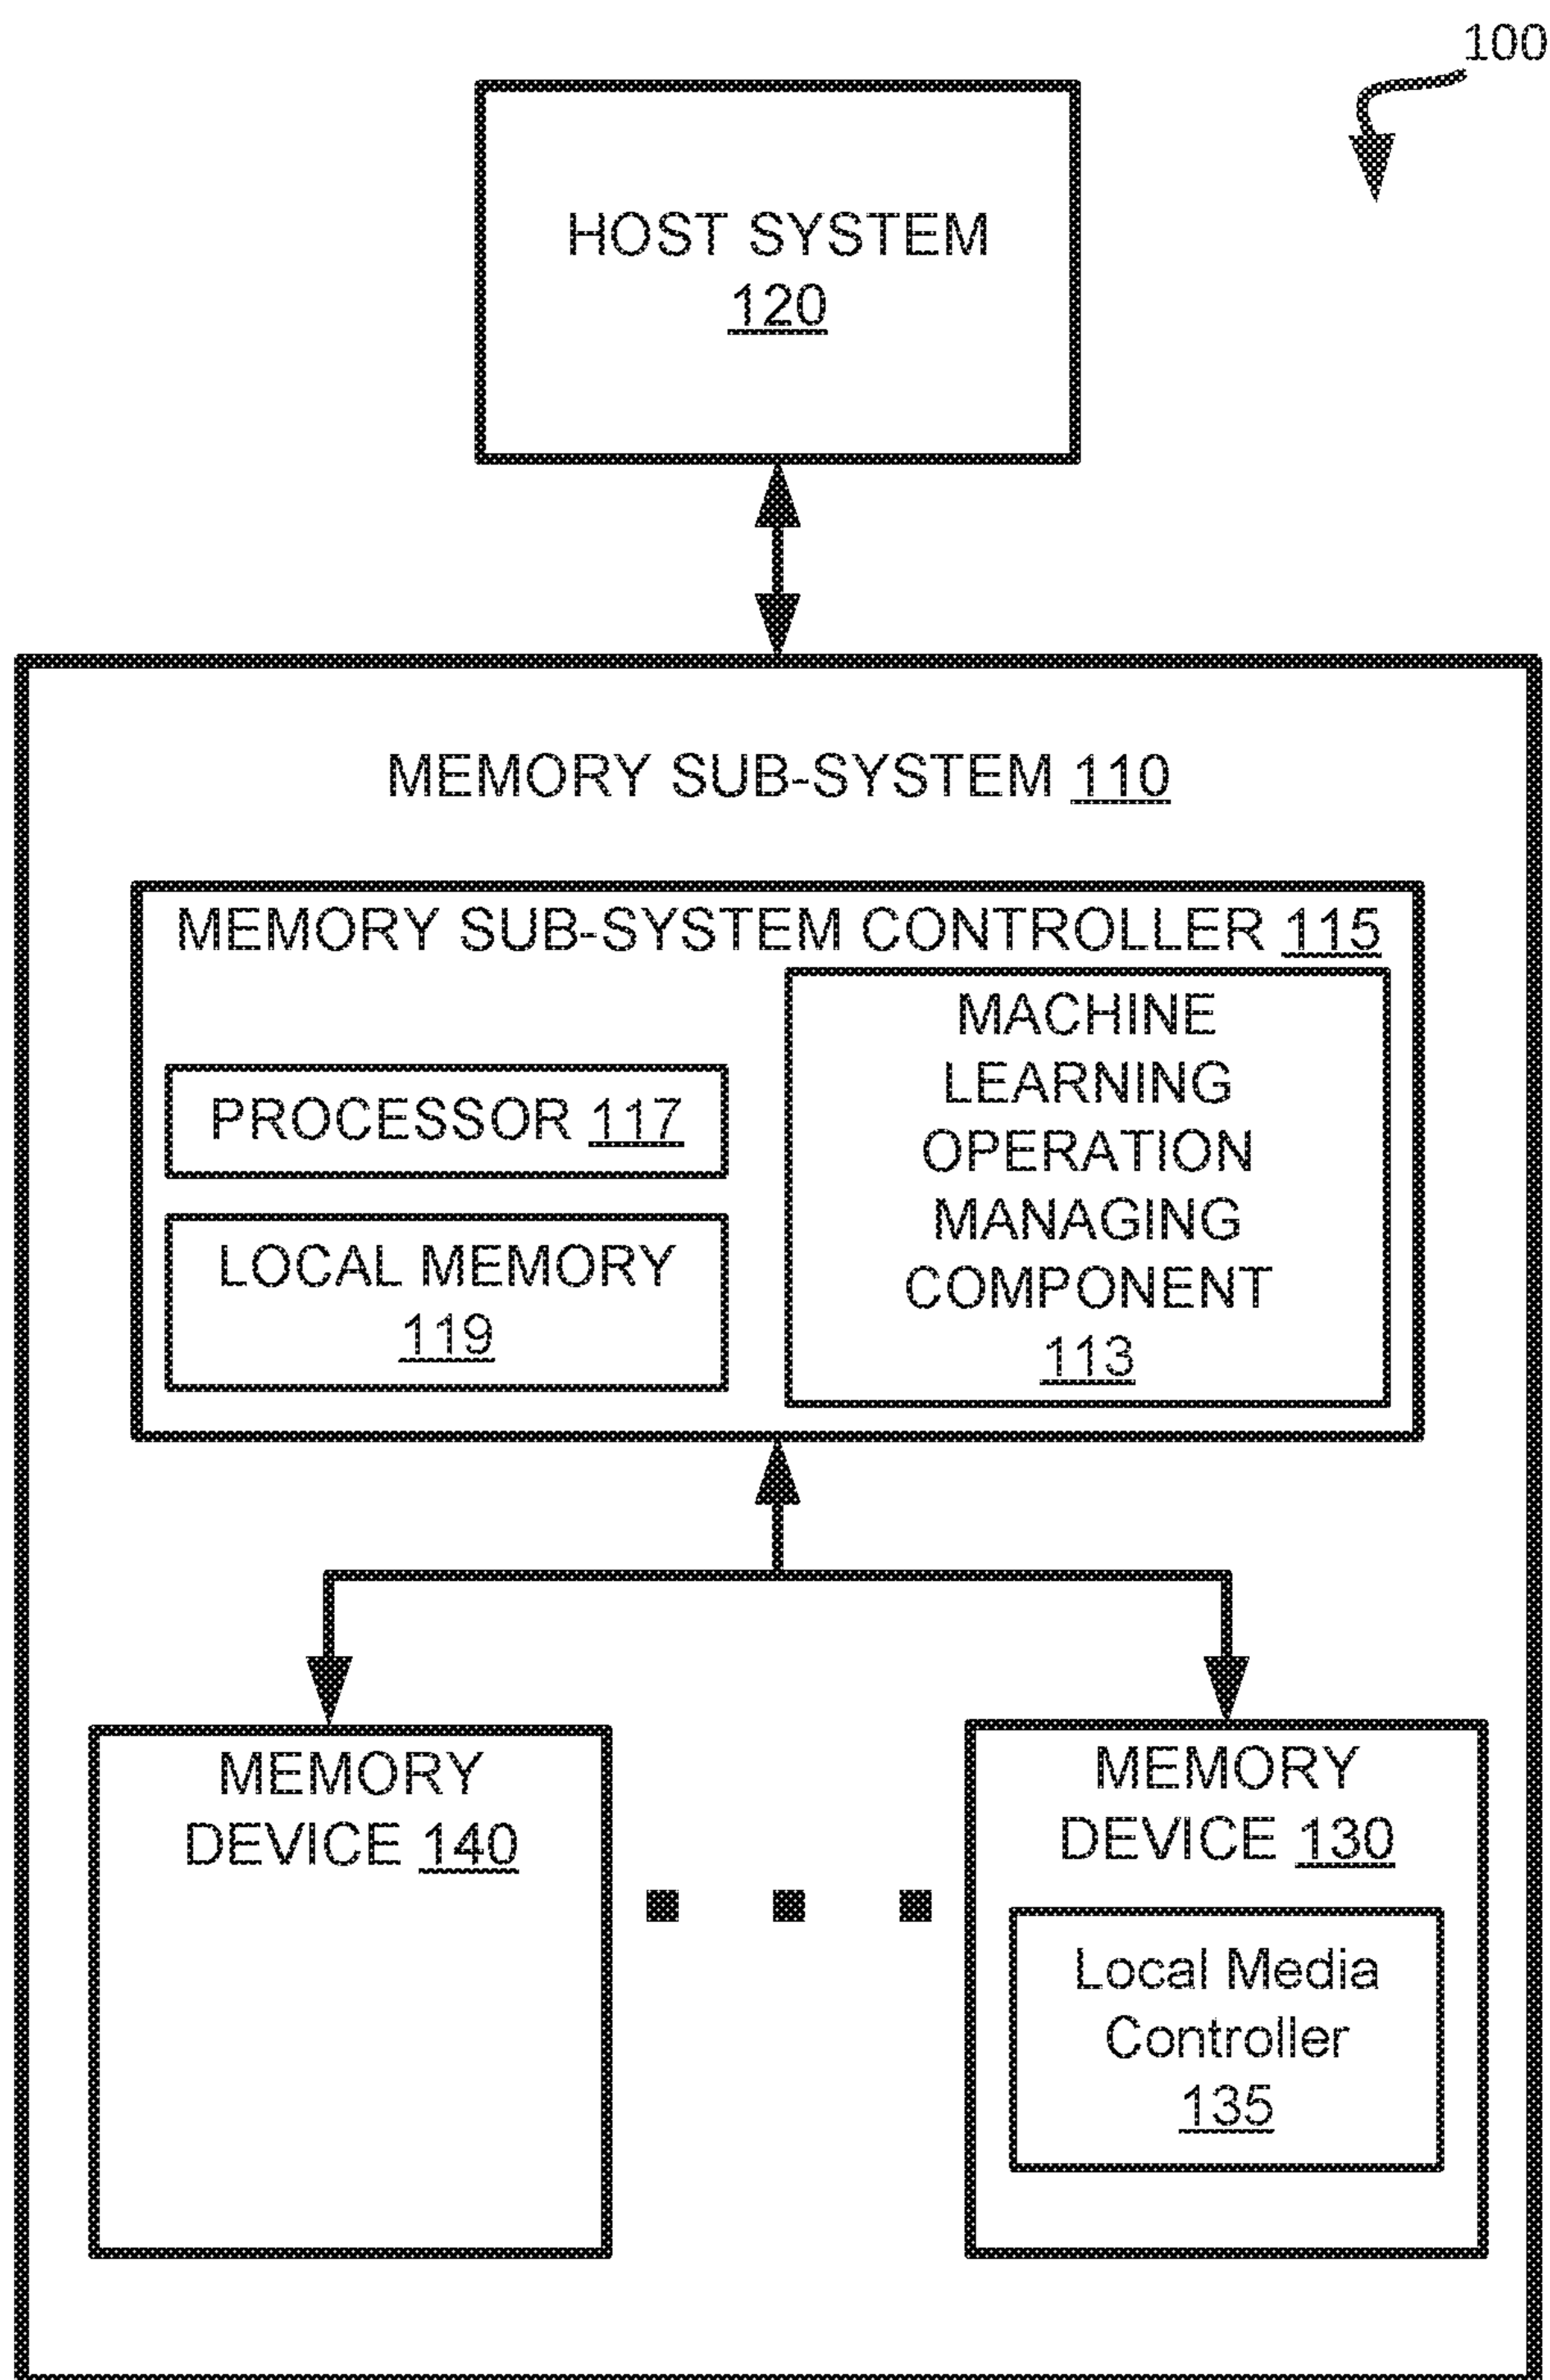 100
HOST SYSTEM
120
MEMORY SUB-SYSTEM 110
MEMORY SUB-SYSTEM CONTROLLER 115
PROCESSOR 117
LOCAL MEMORY
119
MACHINE
LEARNING
OPERATION
MANAGING
COMPONENT
113
MEMORY
DEVICE 140
MEMORY
DEVICE 130
Local Media
Controller
135